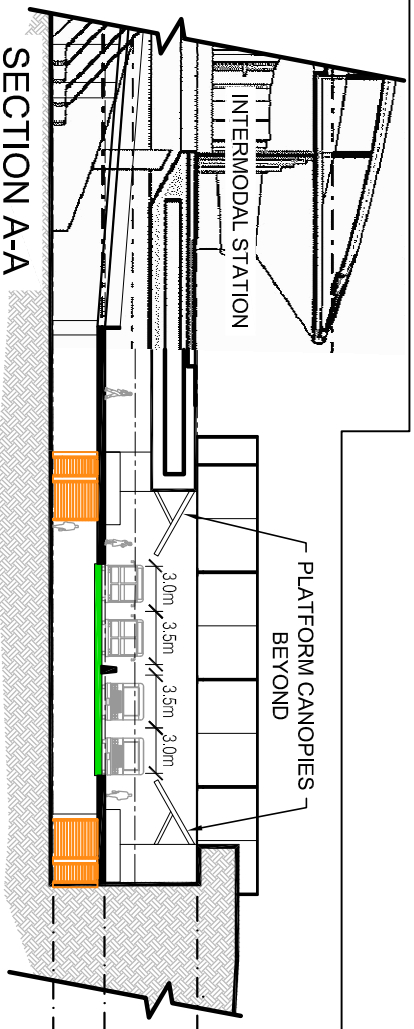 INTERMODAL STATION
PLATFORM CANOPIES
BEYOND
3.0m 3.5m 3.5m 3.0m
SECTION A-A